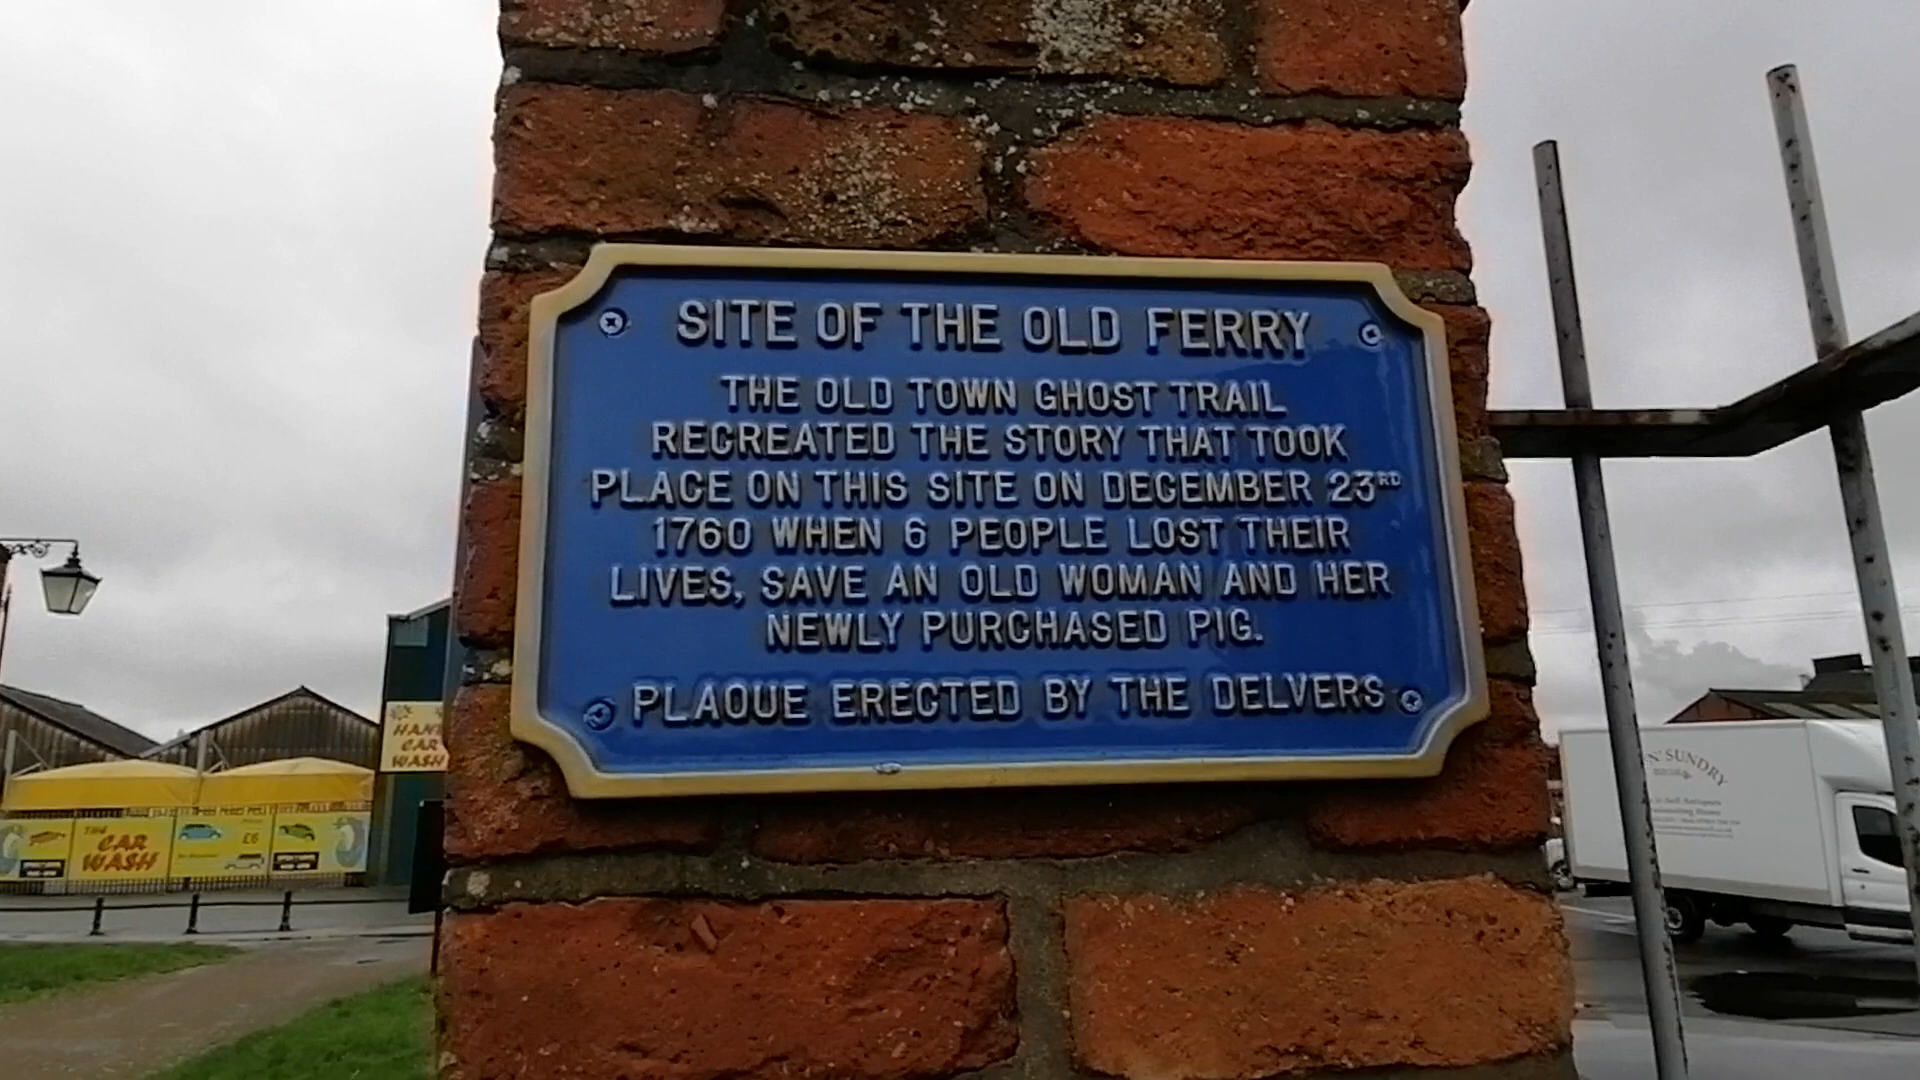 SITE OF THE OLD FERRY
THE OLD TOWN GHOST TRAIL
RECREATED THE STORY THAT TOOK
PLACE ON THIS SITE ON DECEMBER 23RD
1760 WHEN 6 PEOPLE LOST THEIR
LIVES, SAVE AN OLD WOMAN AND HER
NEWLY PURCHASED PIG.
PLAQUE ERECTED BY THE DELVERS
HAND
CAR
WASH
THE
CAR
WASH
£6
N' SUNDRY